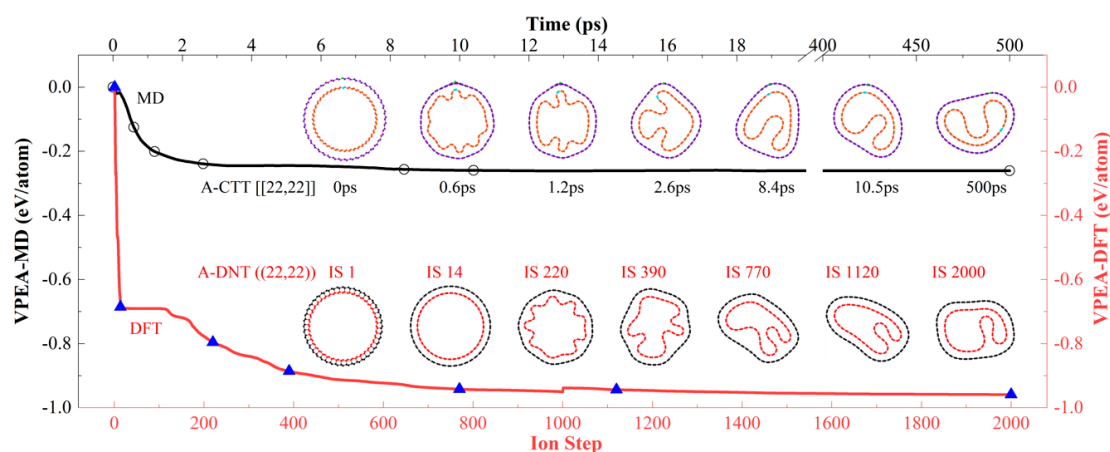 Time (ps)
0 2 4 6 8 10 12 14 16 18 400 450 500
VPEA-MD (eV/atom)
0.0
-0.2
-0.4
-0.6
-0.8
-1.0
MD
A-CTT [[22,22]] 0ps 0.6ps 1.2ps 2.6ps 8.4ps 10.5ps 500ps
A-DNT ((22,22)) IS 1 IS 14 IS 220 IS 390 IS 770 IS 1120 IS 2000
DFT
0.0
-0.2
-0.4
-0.6
-0.8
-1.0
VPEA-DFT (eV/atom)
0 200 400 600 800 1000 1200 1400 1600 1800 2000
Ion Step